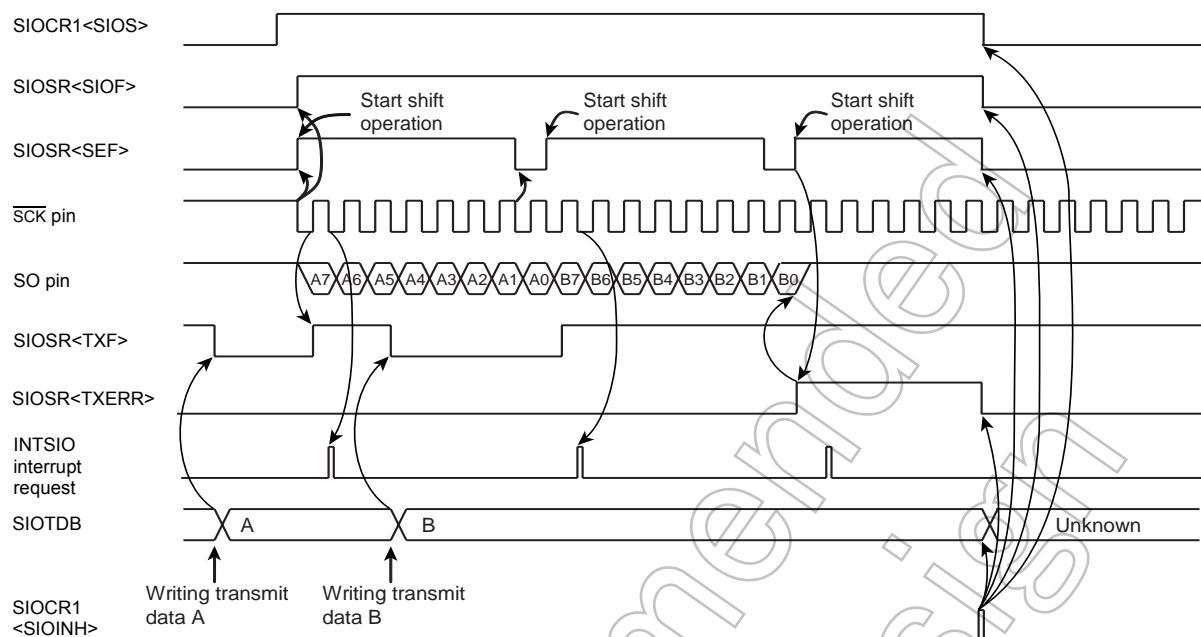 SIOCR1<SIOS>
SIOSR<SIOF>
Start shift
operation
Start shift
operation
Start shift
operation
SIOSR<SEF>
SCK pin
SO pin
A7 A6 A5 A4 A3 A2 A1 A0 B7 B6 B5 B4 B3 B2 B1 B0
SIOSR<TXF>
SIOSR<TXERR>
INTSIO
interrupt
request
SIOTDB
A
B
Unknown
Writing transmit
data A
Writing transmit
data B
SIOCR1
<SIOINH>